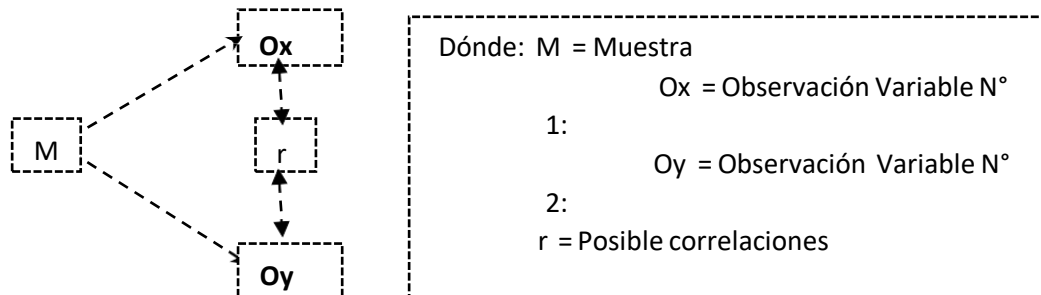 Ox
M
r
Oy
Dónde: M = Muestra
Ox = Observación Variable N°
1:
Oy = Observación Variable N°
2:
r = Posible correlaciones